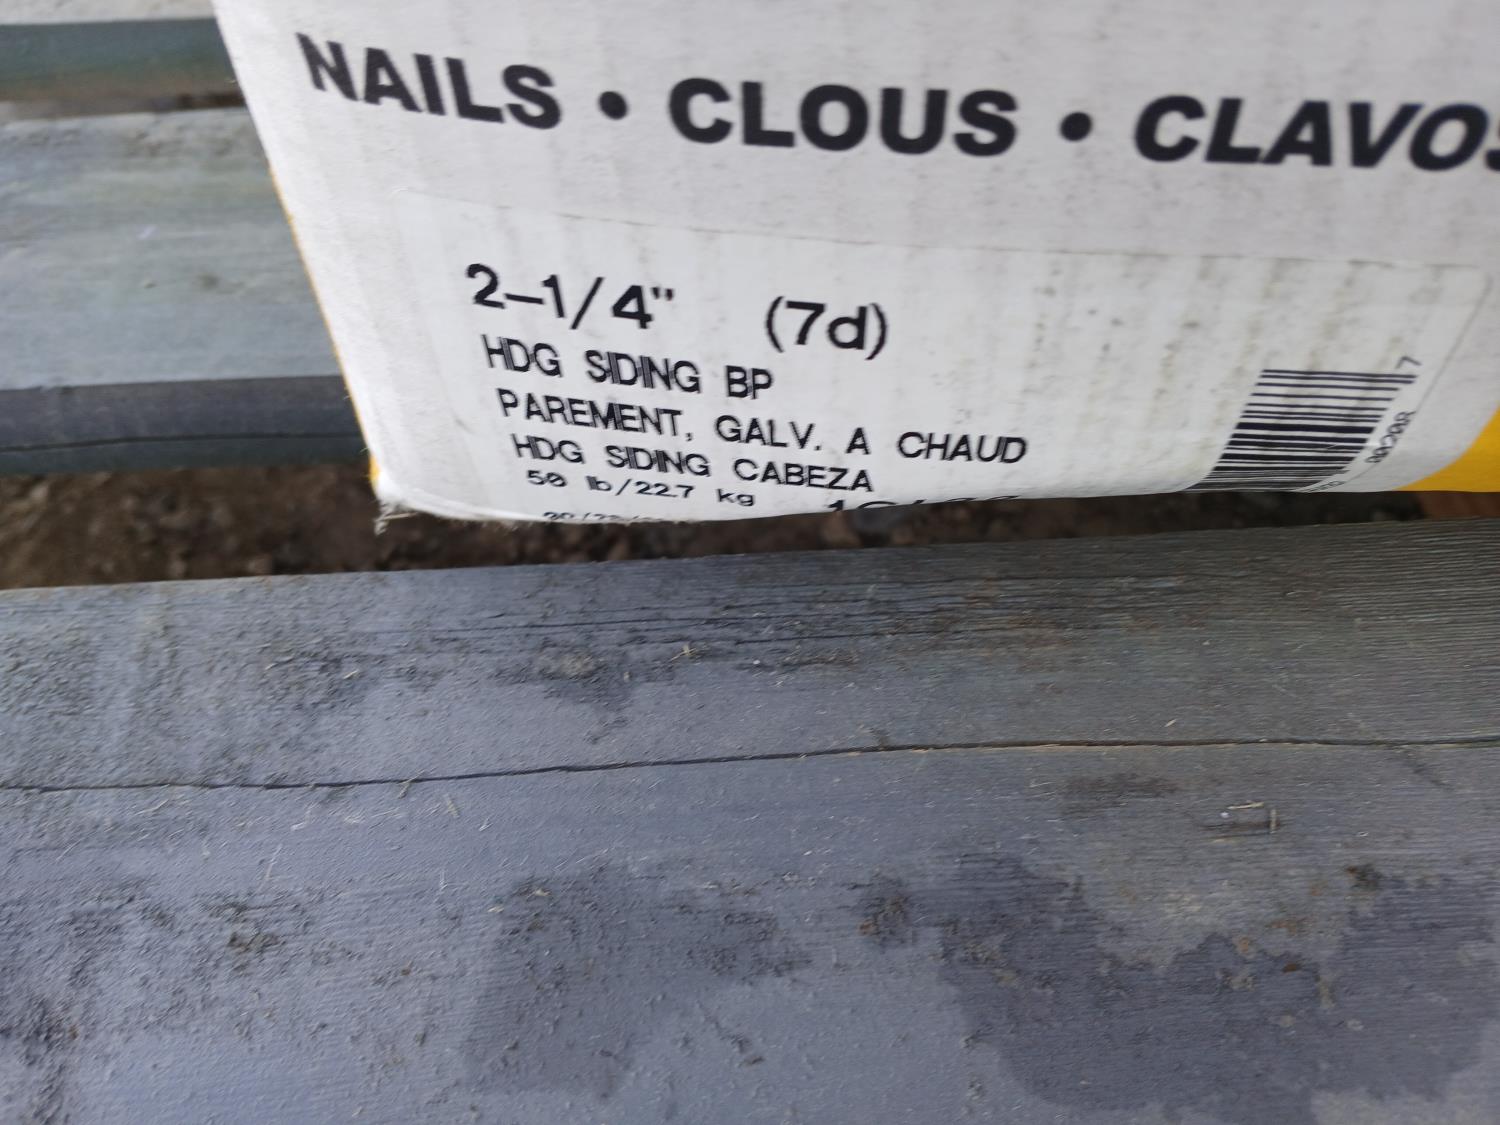 NAILS • CLOUS • CLAVOS
2-1/4" (7d)
HDG SIDING BP
PAREMENT, GALV. A CHAUD
HDG SIDING CABEZA
50 lb/22.7 kg
7